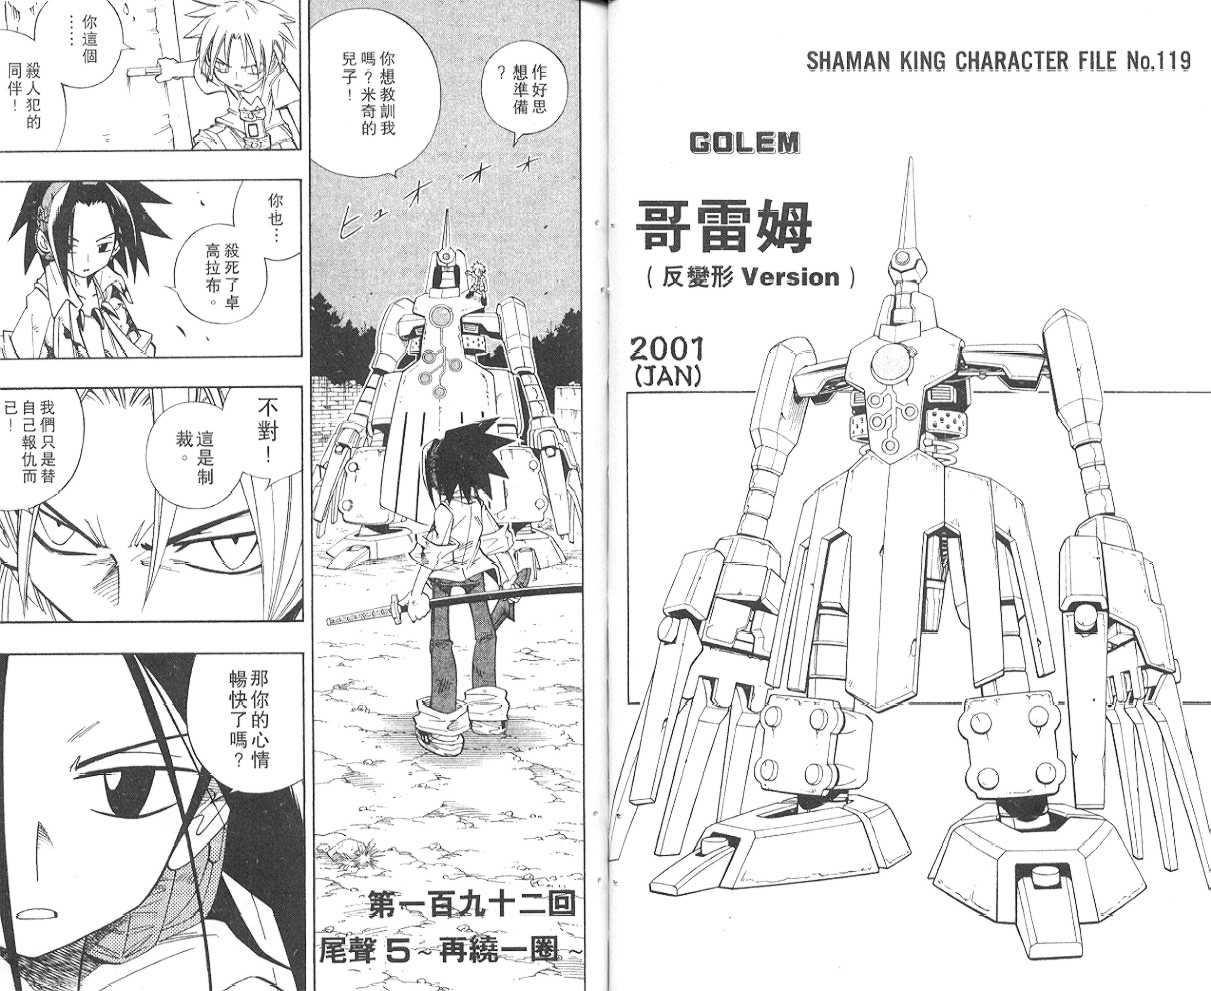 SHAMAN KING CHARACTER FILE No.119
GOLEM
哥雷姆
(反變形 Version)
2001
(JAN)
作好思
想準備
?
你想教訓我
嗎?米奇的
兒子!
ヒュオオオ
第一百九十二回
尾聲5~再繞一圈~
你這個
……
殺人犯的
同伴!
你也…
殺死了卓
高拉布。
不對!
這是制
裁。
我們只是替
自己報仇而
已!
那你的心情
暢快了嗎?